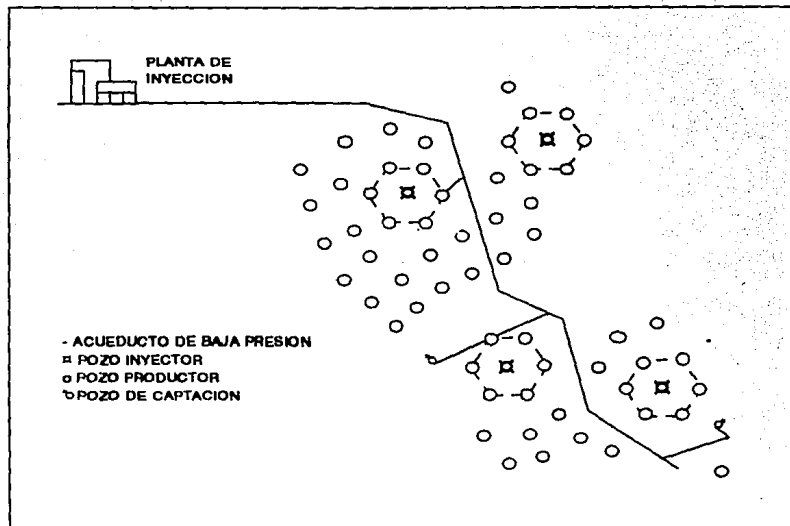 PLANTA DE
INYECCION
- ACUEDUCTO DE BAJA PRESION
¤ POZO INYECTOR
o POZO PRODUCTOR
POZO DE CAPTACION